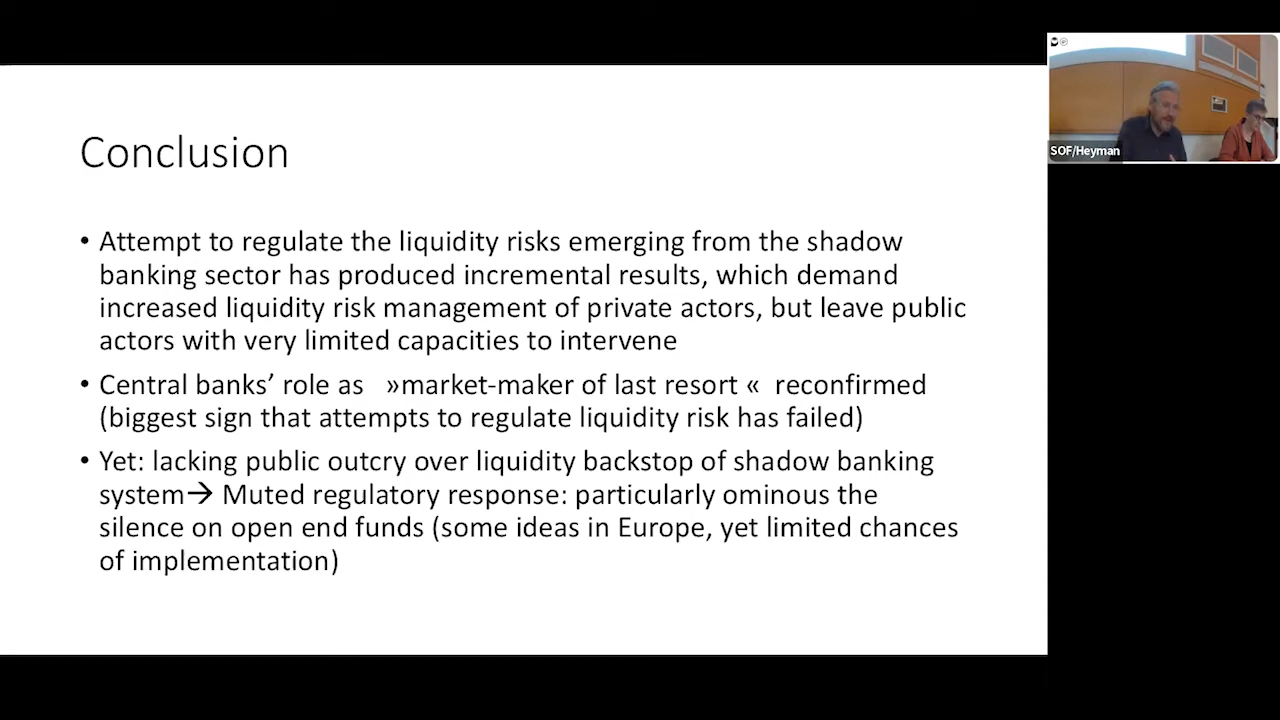 Conclusion
• Attempt to regulate the liquidity risks emerging from the shadow
banking sector has produced incremental results, which demand
increased liquidity risk management of private actors, but leave public
actors with very limited capacities to intervene
• Central banks’ role as »market-maker of last resort « reconfirmed
(biggest sign that attempts to regulate liquidity risk has failed)
• Yet: lacking public outcry over liquidity backstop of shadow banking
system→ Muted regulatory response: particularly ominous the
silence on open end funds (some ideas in Europe, yet limited chances
of implementation)
SOF/Heyman